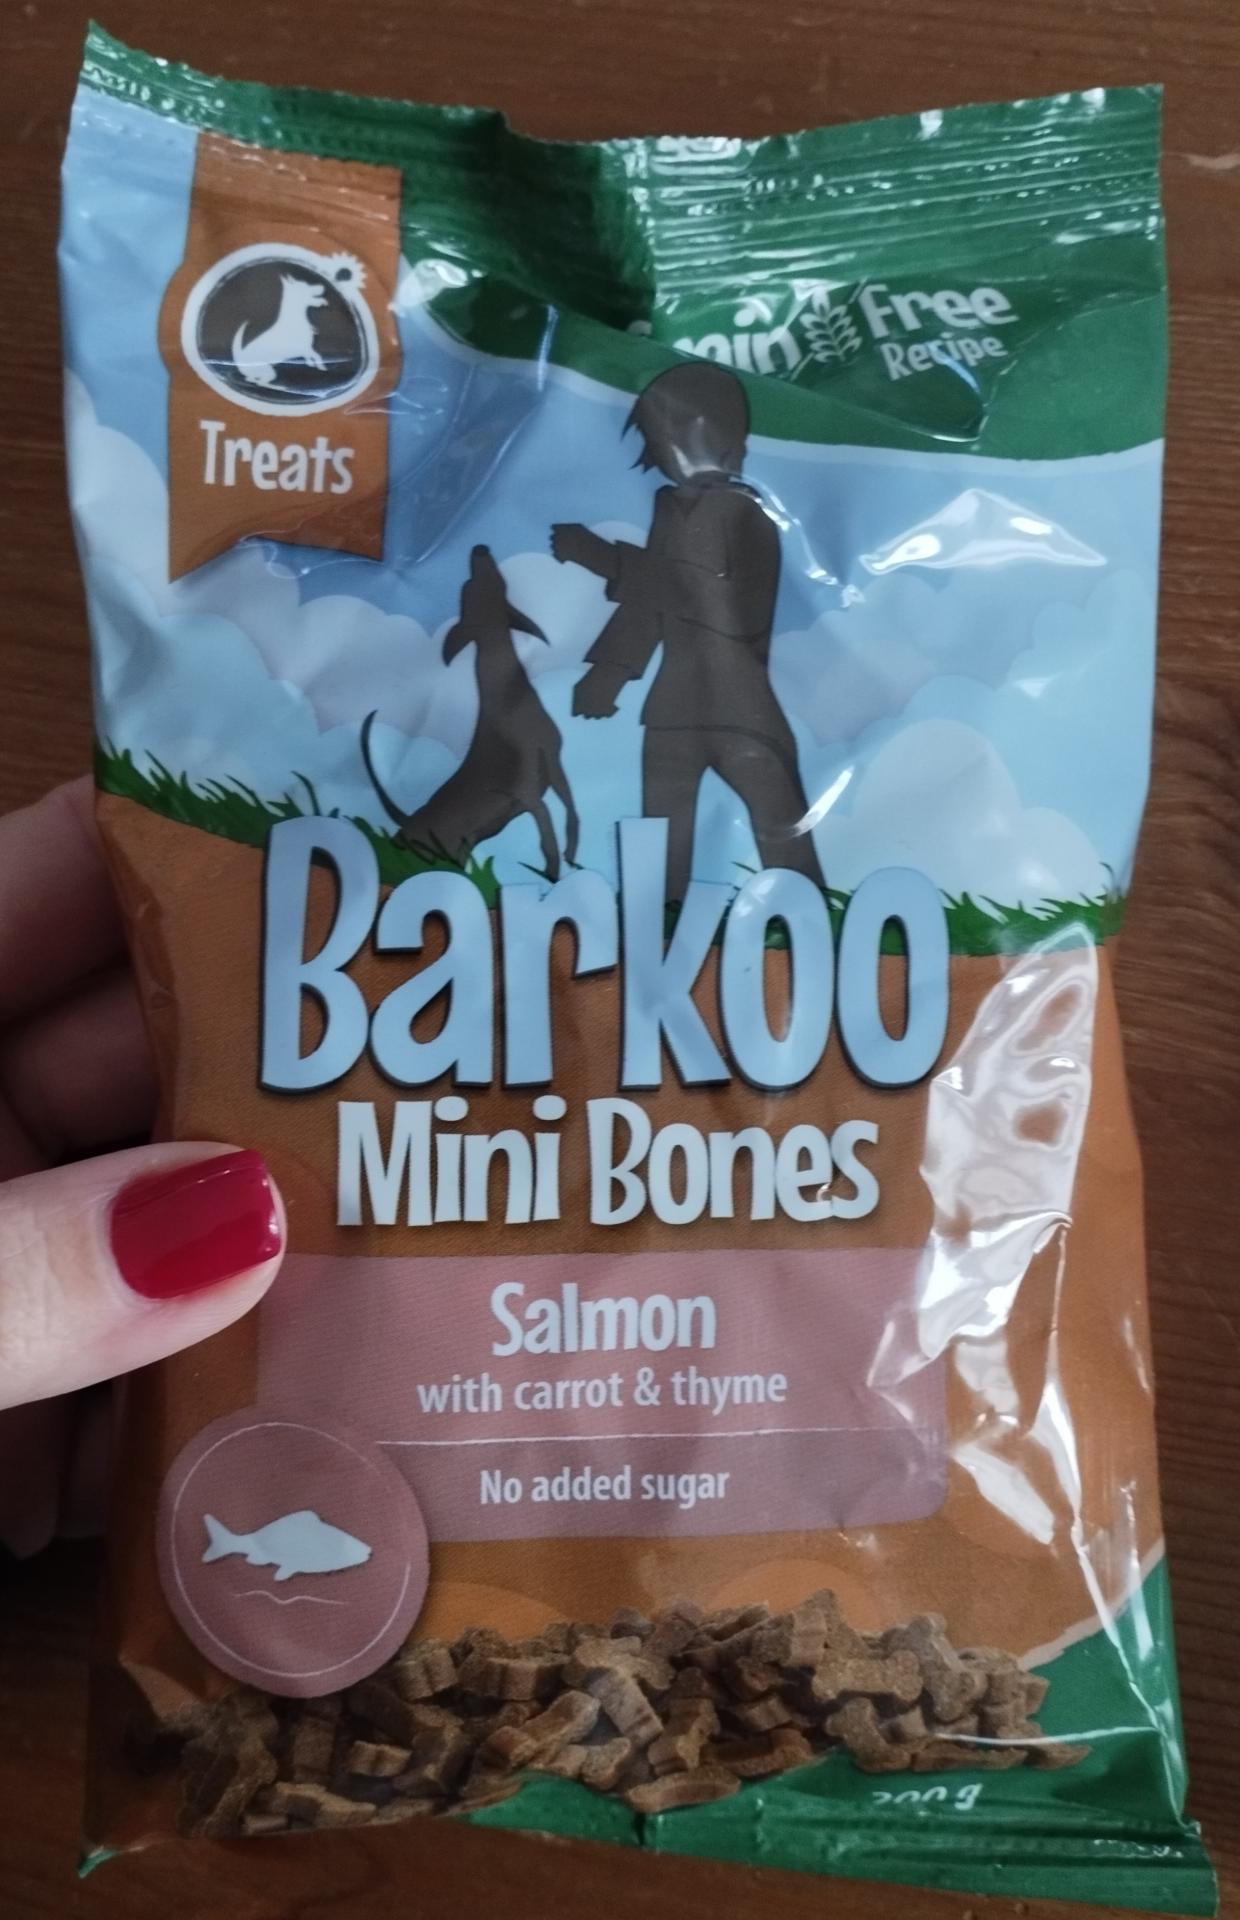 Free
Recipe
Treats
Barkoo
Mini Bones
Salmon
with carrot & thyme
No added sugar